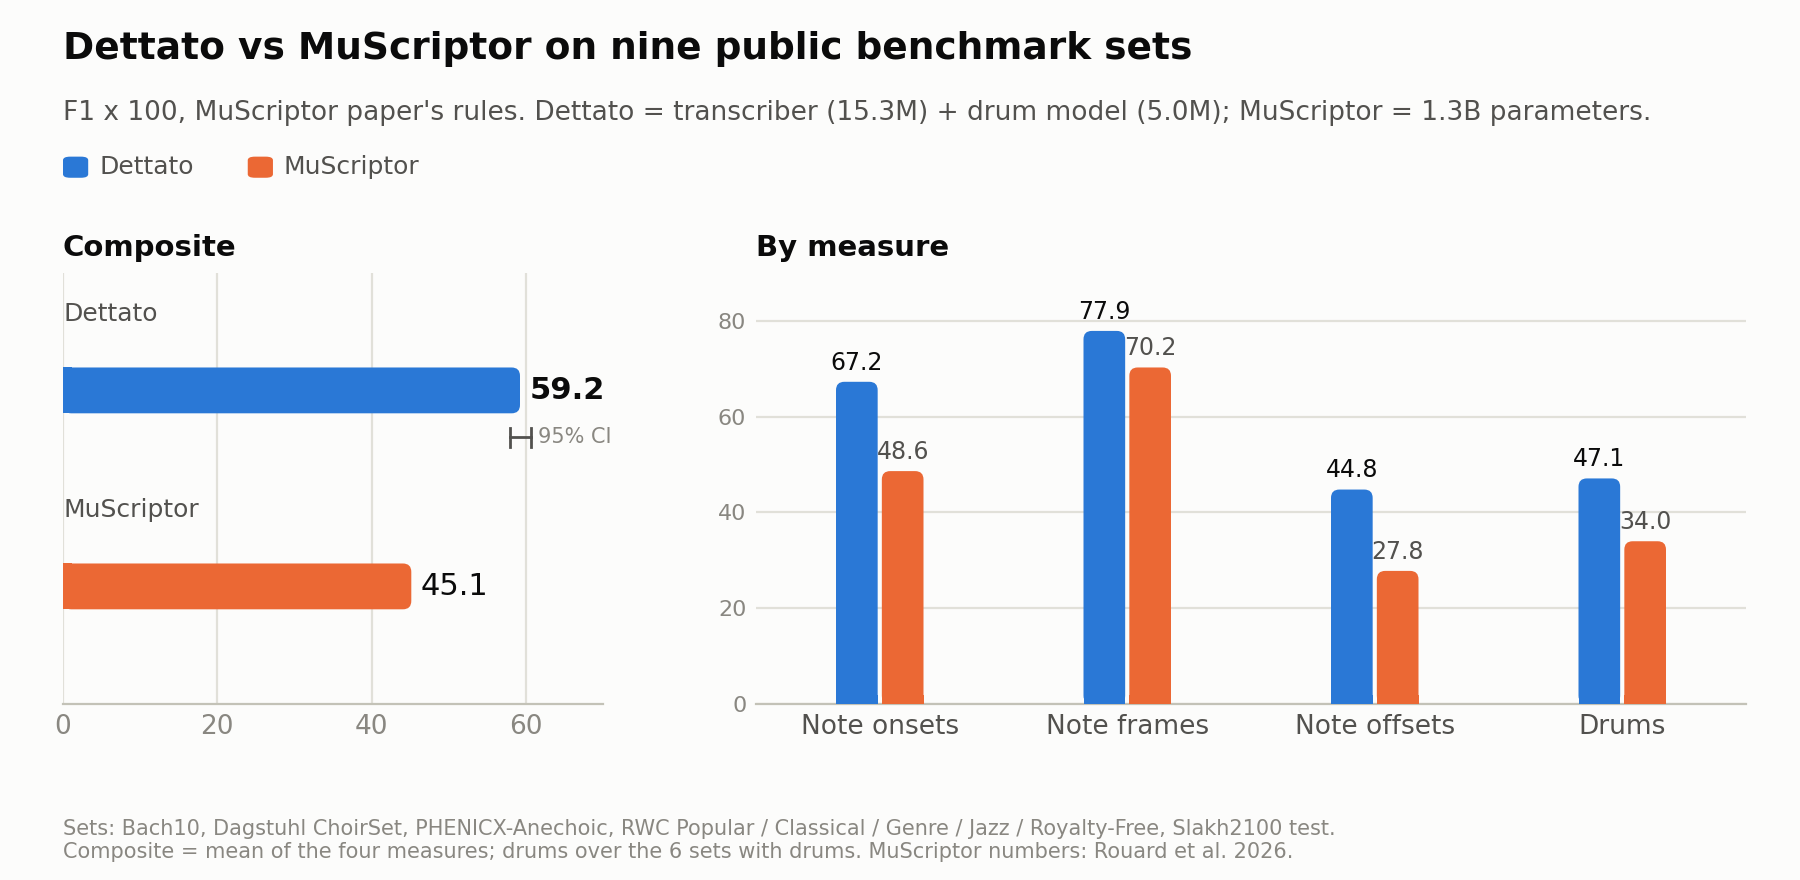 Dettato vs MuScriptor on nine public benchmark sets
F1 x 100, MuScriptor paper's rules. Dettato = transcriber (15.3M) + drum model (5.0M); MuScriptor = 1.3B parameters.
Dettato MuScriptor
Composite
Dettato
59.2
95% CI
MuScriptor
45.1
0 20 40 60
By measure
80
60
40
20
0
67.2 48.6
77.9 70.2
44.8 27.8
47.1 34.0
Note onsets Note frames Note offsets Drums
Sets: Bach10, Dagstuhl ChoirSet, PHENICX-Anechoic, RWC Popular / Classical / Genre / Jazz / Royalty-Free, Slakh2100 test.
Composite = mean of the four measures; drums over the 6 sets with drums. MuScriptor numbers: Rouard et al. 2026.